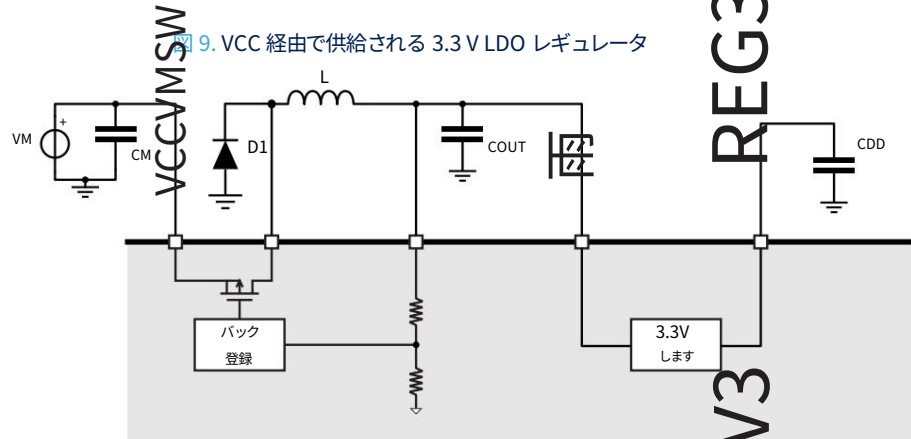 図 9. VCC 経由で供給される 3.3 V LDO レギュレータ
VCCVMSW
REG3
L
VM
+
CM
D1
COUT
CDD
バック
登録
3.3V
します
V3